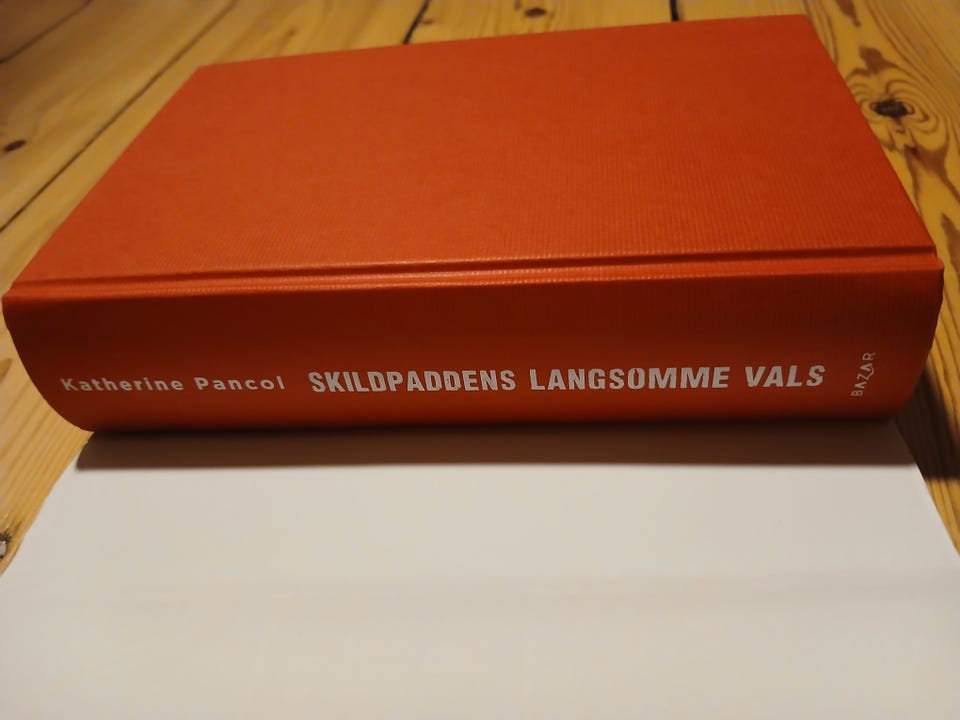 Katherine Pancol SKILDPADDENS LANGSOMME VALS BAZAR